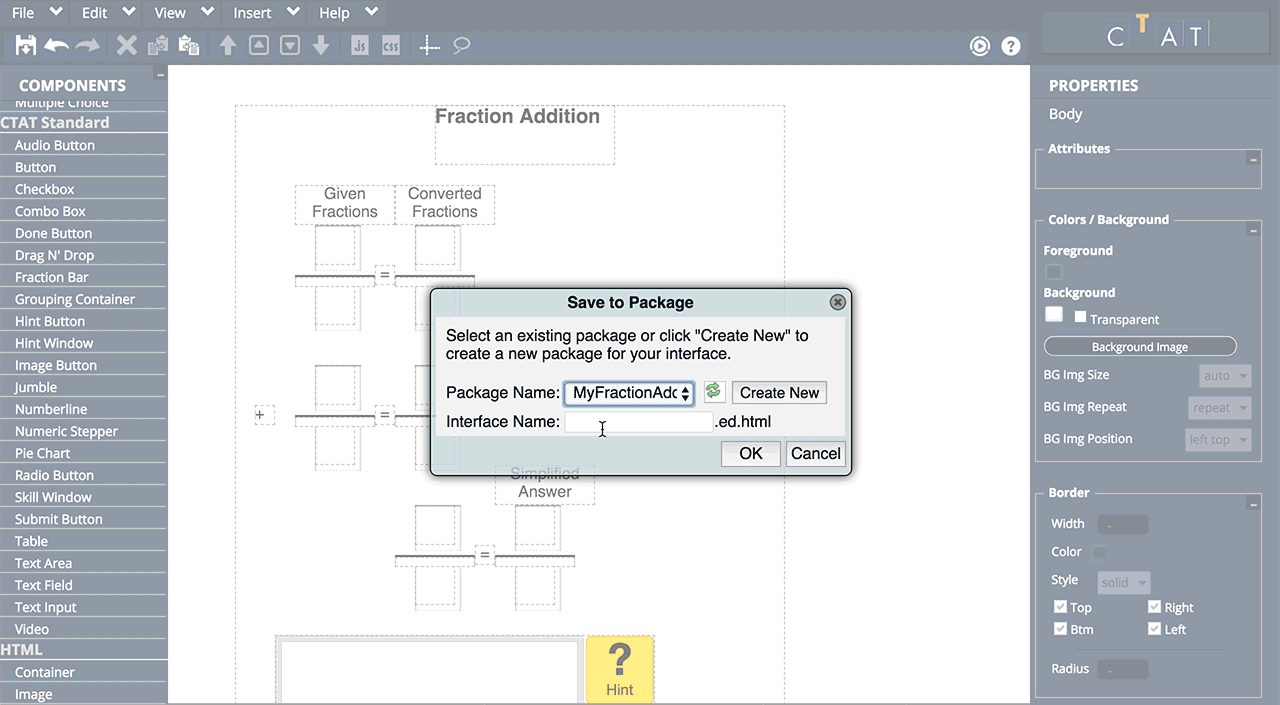 File Edit View Insert Help
js css
C T A T
COMPONENTS
Multiple Choice
CTAT Standard
Audio Button
Button
Checkbox
Combo Box
Done Button
Drag N' Drop
Fraction Bar
Grouping Container
Hint Button
Hint Window
Image Button
Jumble
Numberline
Numeric Stepper
Pie Chart
Radio Button
Skill Window
Submit Button
Table
Text Area
Text Field
Text Input
Video
HTML
Container
Image
Fraction Addition
Given
Fractions
Converted
Fractions
=
+
=
Simplified
Answer
=
?
Hint
Save to Package
Select an existing package or click "Create New" to
create a new package for your interface.
Package Name: MyFractionAdd Create New
Interface Name: .ed.html
OK Cancel
PROPERTIES
Body
Attributes
Colors / Background
Foreground
Background
Transparent
Background Image
BG Img Size auto
BG Img Repeat repeat
BG Img Position left top
Border
Width -
Color
Style solid
Top Right
Btm Left
Radius -